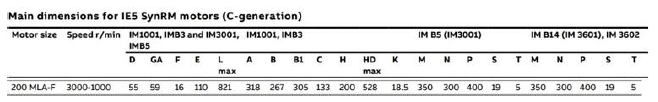 Main dimensions for IE5 SynRM motors (C-generation)
Motor size Speed r/min IM1001, IMB3 and IM3001, IM1001, IMB3 IM B5 (IM3001) IM B14 (IM 3601), IM 3602
IMB5
D GA F E L A B B1 C H HD K M N P S T M N P S T
max max
200 MLA-F 3000-1000 55 59 16 110 821 318 267 305 133 200 528 18.5 350 300 400 19 5 350 300 400 19 5